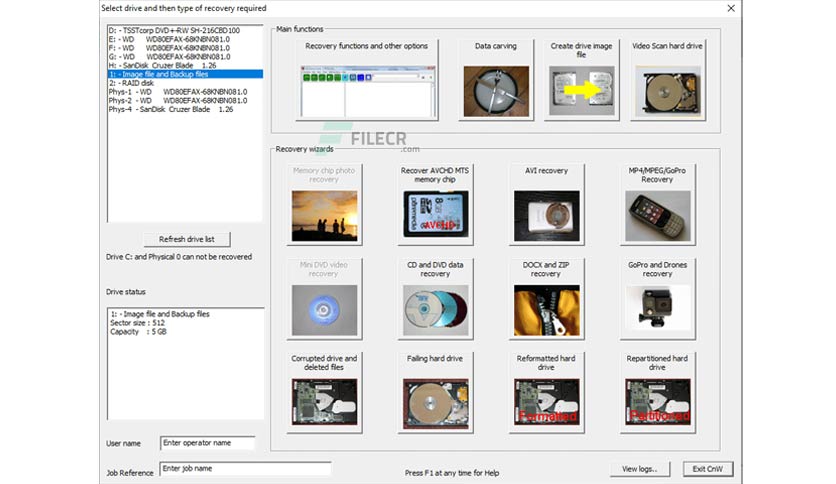 Select drive and then type of recovery required
D: - TSSTcorp DVD+-RW SH-216CBD100
E: - WD WD80EFAX-68KNBN081.0
F: - WD WD80EFAX-68KNBN081.0
G: - WD WD80EFAX-68KNBN081.0
H: - SanDisk Cruzer Blade 1.26
1: - Image file and Backup files
2: - RAID disk
Phys-1 - WD WD80EFAX-68KNBN081.0
Phys-2 - WD WD80EFAX-68KNBN081.0
Phys-4 - SanDisk Cruzer Blade 1.26
Refresh drive list
Drive C: and Physical 0 can not be recovered
Drive status
1: - Image file and Backup files
Sector size : 512
Capacity : 5 GB
User name
Enter operator name
Job Reference
Enter job name
Main functions
Recovery functions and other options
Data carving
Create drive image
file
Video Scan hard drive
FILECR
.com
Recovery wizards
Memory chip photo
recovery
Recover AVCHD MTS
memory chip
AVI recovery
MP4/MPEG/GoPro
Recovery
8GB
AVCHD
Mini DVD video
recovery
CD and DVD data
recovery
DOCX and ZIP
recovery
GoPro and Drones
recovery
Corrupted drive and
deleted files
Failing hard drive
Reformatted hard
drive
Repartitioned hard
drive
Formatted
Partitioned
Press F1 at any time for Help
View logs..
Exit CnW